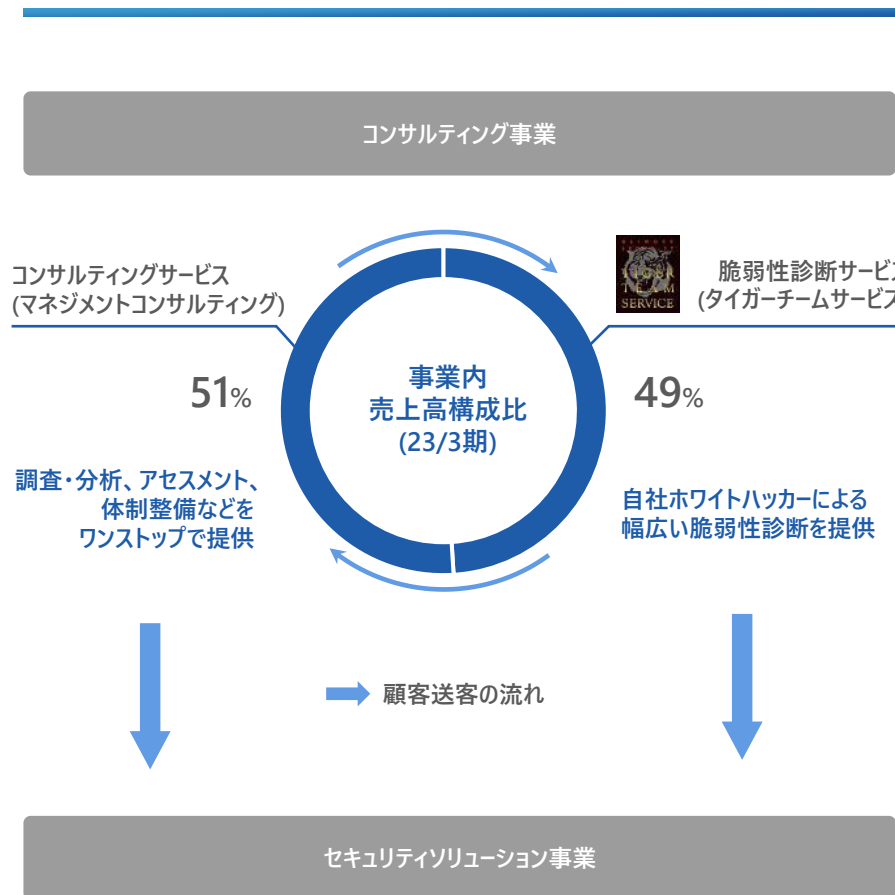 コンサルティング事業
コンサルティングサービス
(マネジメントコンサルティング)
TIGER
TEAM
SERVICE
脆弱性診断サービス
(タイガーチームサービス
51%
事業内
売上高構成比
(23/3期)
49%
調査・分析、アセスメント、
体制整備などを
ワンストップで提供
自社ホワイトハッカーによる
幅広い脆弱性診断を提供
顧客送客の流れ
セキュリティソリューション事業